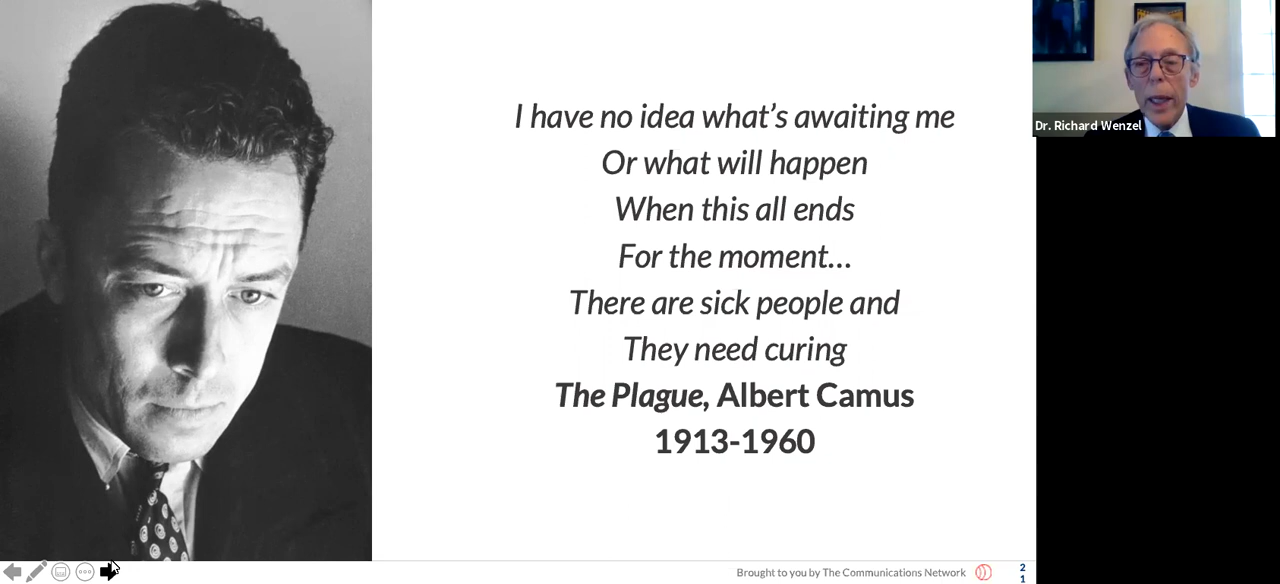 I have no idea what’s awaiting me
Or what will happen
When this all ends
For the moment...
There are sick people and
They need curing
The Plague, Albert Camus
1913-1960
Dr. Richard Wenzel
Brought to you by The Communications Network
2
1